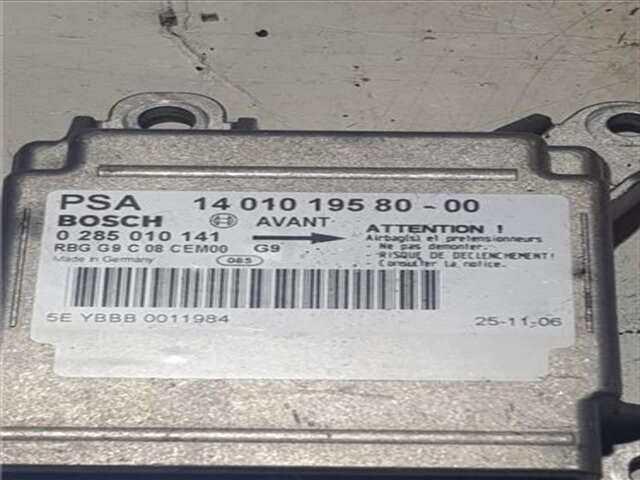 PSA 14 010 195 80 - 00
BOSCH AVANT
0 285 010 141
RBG G9 C 08 CEM00 G9
Made in Germany 085
ATTENTION !
Airbag(s) et pretensionneurs
Ne pas demonter.
RISQUE DE DECLENCHEMENT!
Consulter la notice.
5E YBBB 0011984 25-11-06